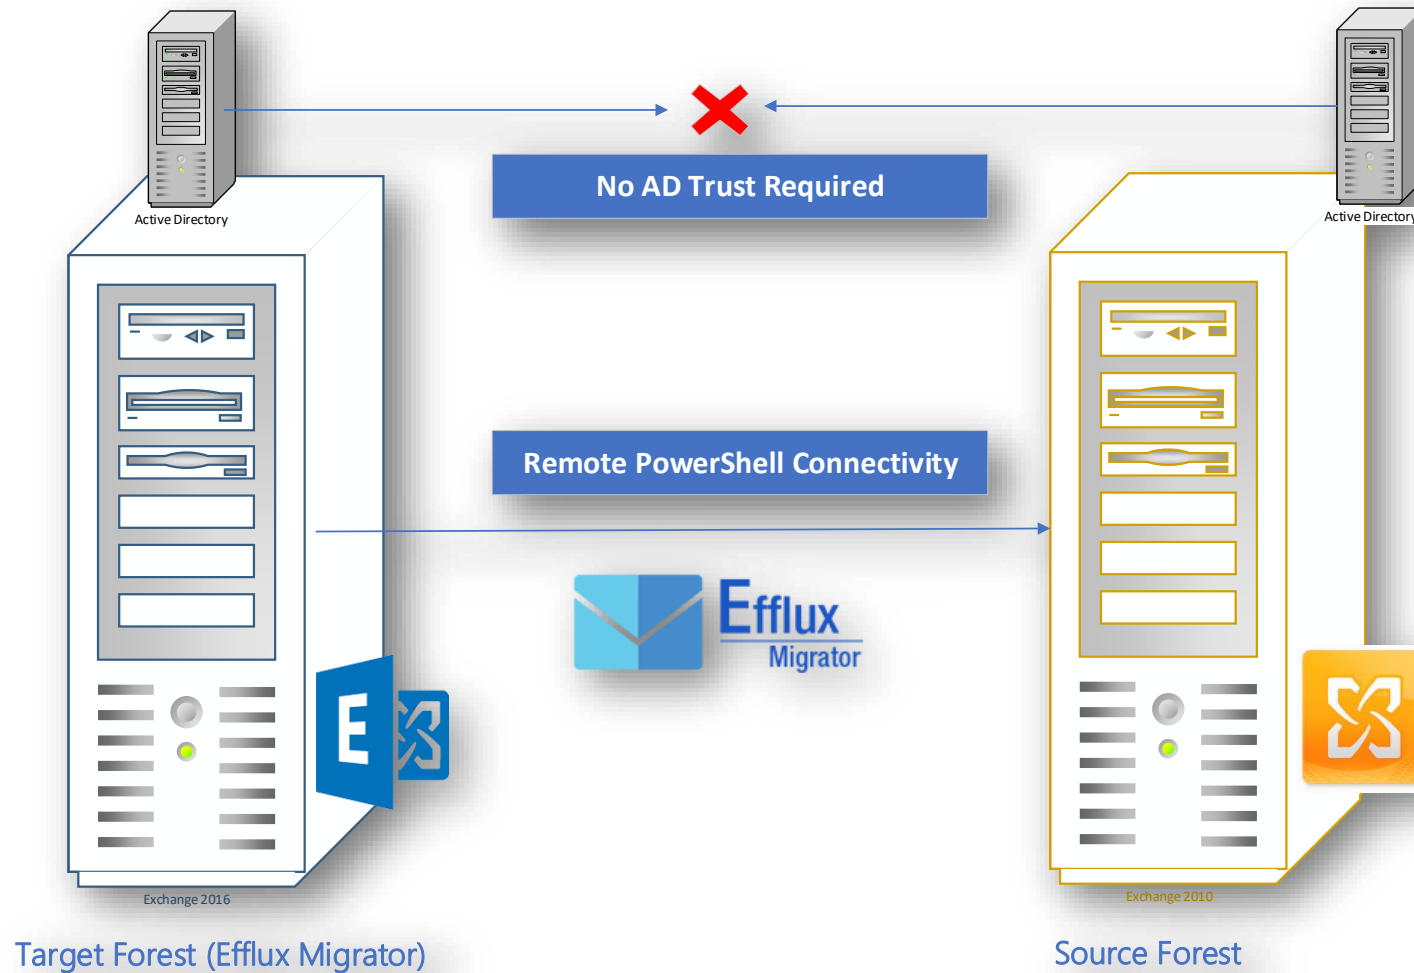 Active Directory
Active Directory
No AD Trust Required
Remote PowerShell Connectivity
Efflux
Migrator
E
Exchange 2016
Exchange 2010
Target Forest (Efflux Migrator)
Source Forest